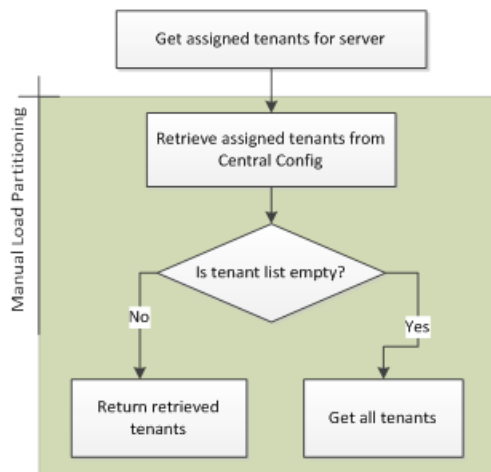 Get assigned tenants for server
Manual Load Partitioning
Retrieve assigned tenants from
Central Config
Is tenant list empty?
No
Yes
Return retrieved
tenants
Get all tenants